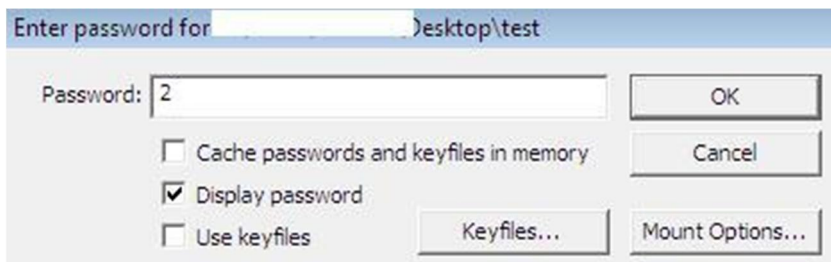 Enter password for Desktop\test
Password: 2 OK
Cache passwords and keyfiles in memory Cancel
Display password
Use keyfiles Keyfiles... Mount Options...